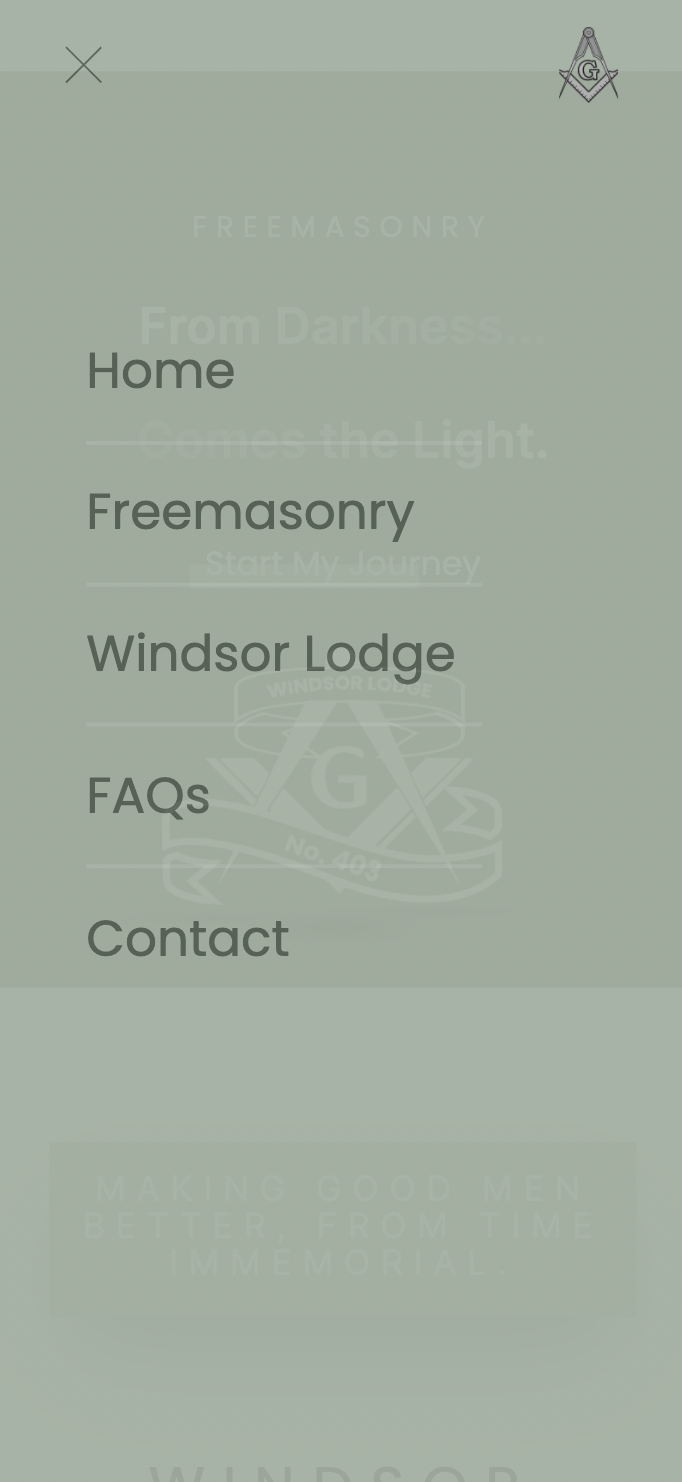 G
FREEMASONRY
From Darkness...
Home
Comes the Light.
Freemasonry
Start My Journey
Windsor Lodge
WINDSOR LODGE
G
FAQs
No. 403
Contact
MAKING GOOD MEN
BETTER, FROM TIME
IMMEMORIAL.
WINDSOR